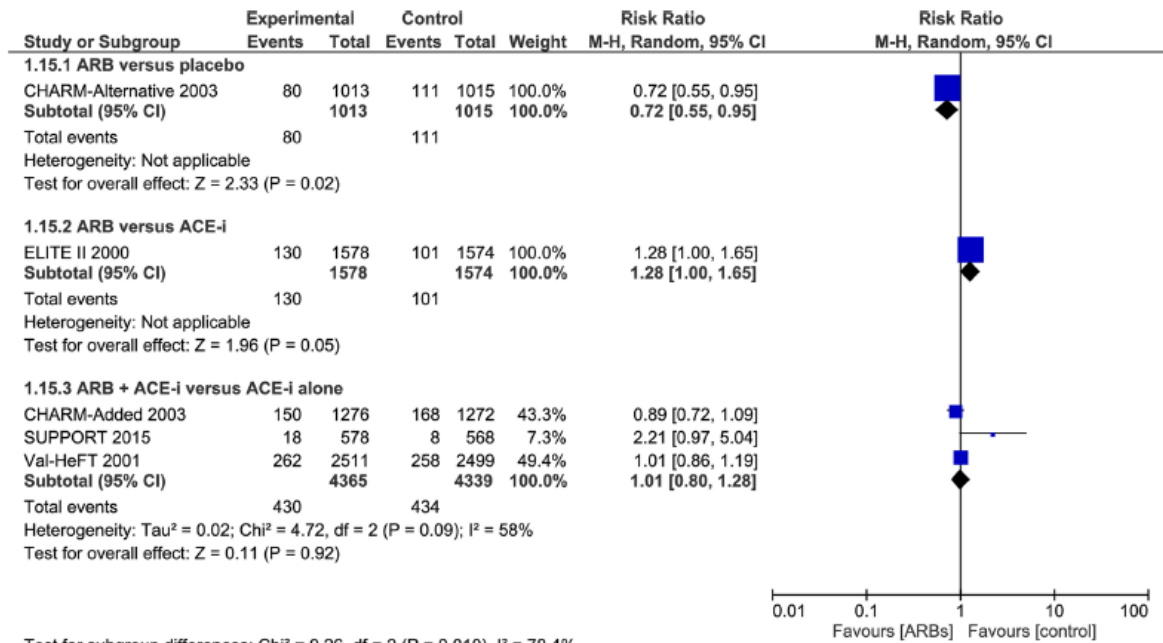 Experimental Control Risk Ratio Risk Ratio
Study or Subgroup Events Total Events Total Weight M-H, Random, 95% CI M-H, Random, 95% CI
1.15.1 ARB versus placebo
CHARM-Alternative 2003 80 1013 111 1015 100.0% 0.72 [0.55, 0.95]
Subtotal (95% CI) 1013 1015 100.0% 0.72 [0.55, 0.95]
Total events 80 111
Heterogeneity: Not applicable
Test for overall effect: Z = 2.33 (P = 0.02)
1.15.2 ARB versus ACE-i
ELITE II 2000 130 1578 101 1574 100.0% 1.28 [1.00, 1.65]
Subtotal (95% CI) 1578 1574 100.0% 1.28 [1.00, 1.65]
Total events 130 101
Heterogeneity: Not applicable
Test for overall effect: Z = 1.96 (P = 0.05)
1.15.3 ARB + ACE-i versus ACE-i alone
CHARM-Added 2003 150 1276 168 1272 43.3% 0.89 [0.72, 1.09]
SUPPORT 2015 18 578 8 568 7.3% 2.21 [0.97, 5.04]
Val-HeFT 2001 262 2511 258 2499 49.4% 1.01 [0.86, 1.19]
Subtotal (95% CI) 4365 4339 100.0% 1.01 [0.80, 1.28]
Total events 430 434
Heterogeneity: Tau² = 0.02; Chi² = 4.72, df = 2 (P = 0.09); I² = 58%
Test for overall effect: Z = 0.11 (P = 0.92)
0.01 0.1 1 10 100
Favours [ARBs] Favours [control]